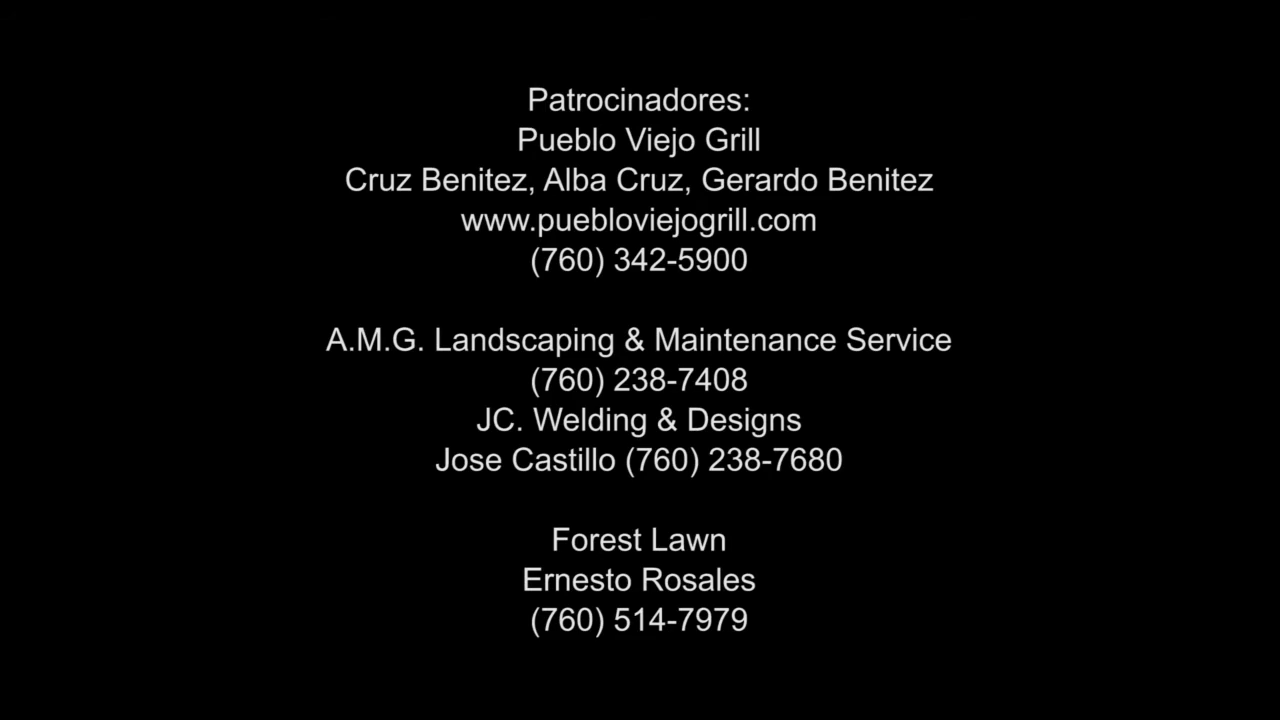 Patrocinadores:
Pueblo Viejo Grill
Cruz Benitez, Alba Cruz, Gerardo Benitez
www.puebloviejogrill.com
(760) 342-5900
A.M.G. Landscaping & Maintenance Service
(760) 238-7408
JC. Welding & Designs
Jose Castillo (760) 238-7680
Forest Lawn
Ernesto Rosales
(760) 514-7979